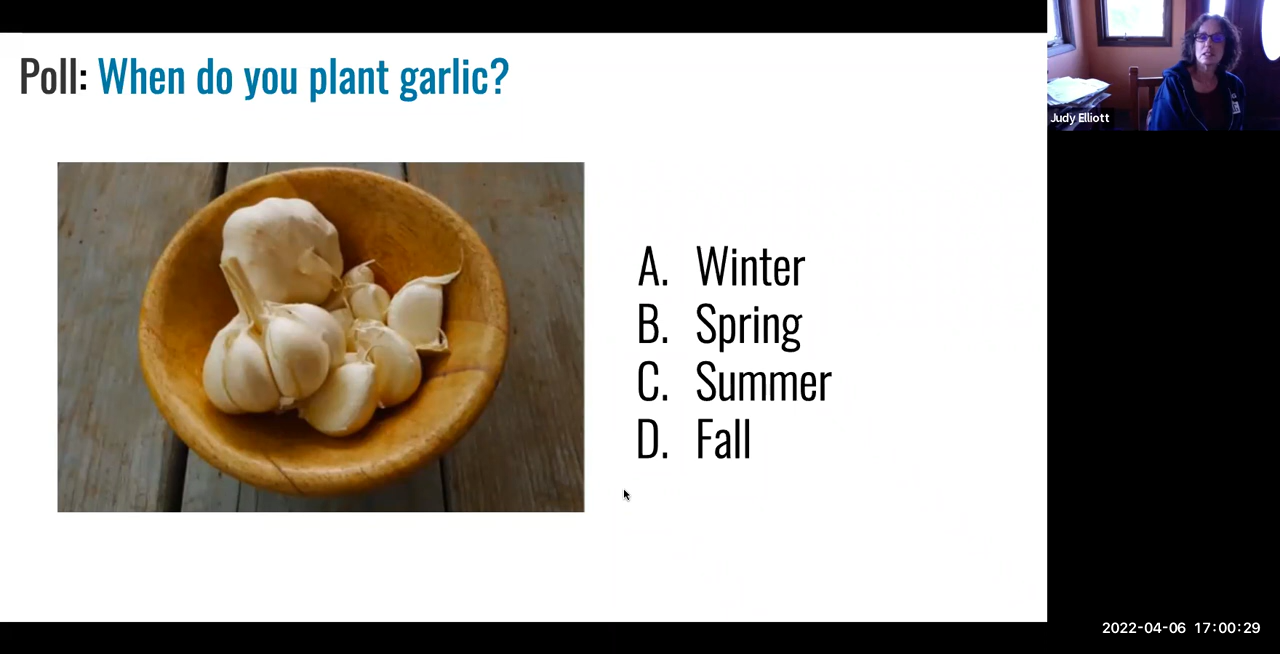 Poll: When do you plant garlic?
Judy Elliott
A. Winter
B. Spring
C. Summer
D. Fall
2022-04-06 17:00:29